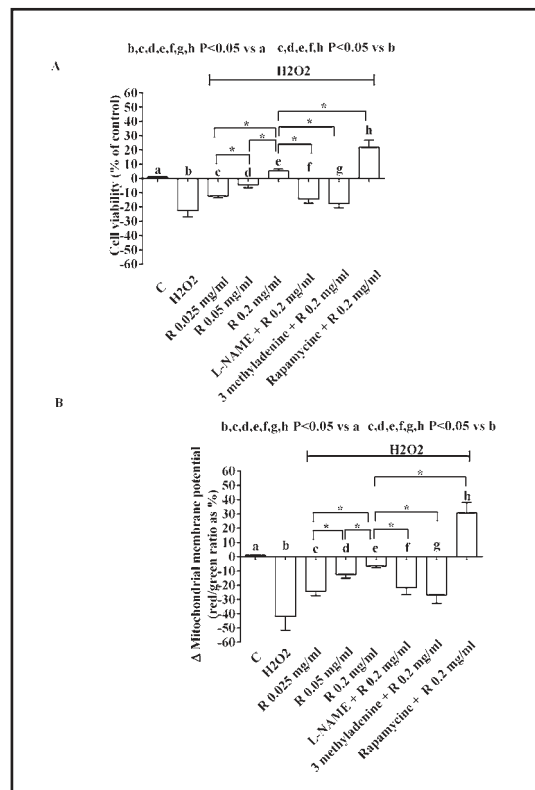 b,c,d,e,f,g,h P<0.05 vs a c,d,e,f,h P<0.05 vs b
A
H2O2
Cell viability (% of control)
60
50
40
30
20
10
0
-10
-20
-30
-40
-50
-60
a
b
c
d
e
f
g
h
*
*
*
*
*
*
C
H2O2
R 0.025 mg/ml
R 0.05 mg/ml
R 0.2 mg/ml
L-NAME + R 0.2 mg/ml
3 methyladenine + R 0.2 mg/ml
Rapamycinc + R 0.2 mg/ml
B
b,c,d,e,f,g,h P<0.05 vs a c,d,e,f,g,h P<0.05 vs b
H2O2
Δ Mitochondrial membrane potential
(red/green ratio as %)
60
50
40
30
20
10
0
-10
-20
-30
-40
-50
-60
a
b
c
d
e
f
g
h
*
*
*
*
*
*
C
H2O2
R 0.025 mg/ml
R 0.05 mg/ml
R 0.2 mg/ml
L-NAME + R 0.2 mg/ml
3 methyladenine + R 0.2 mg/ml
Rapamycinc + R 0.2 mg/ml